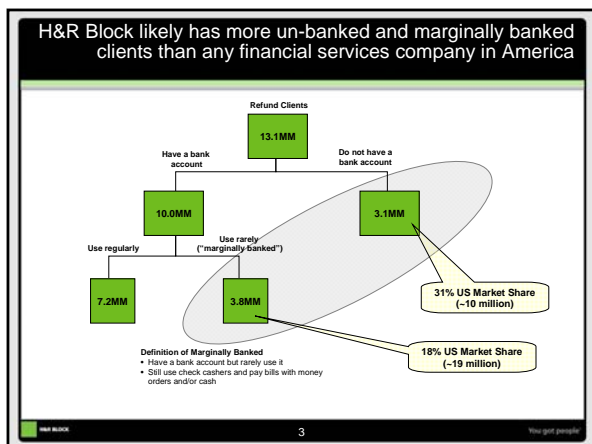 H&R Block likely has more un-banked and marginally banked
clients than any financial services company in America
Refund Clients
13.1MM
Have a bank
account
Do not have a
bank account
10.0MM
3.1MM
Use regularly
Use rarely
("marginally banked")
7.2MM
3.8MM
31% US Market Share
(~10 million)
18% US Market Share
(~19 million)
Definition of Marginally Banked
• Have a bank account but rarely use it
• Still use check cashers and pay bills with money
orders and/or cash
H&R BLOCK
3
You got people